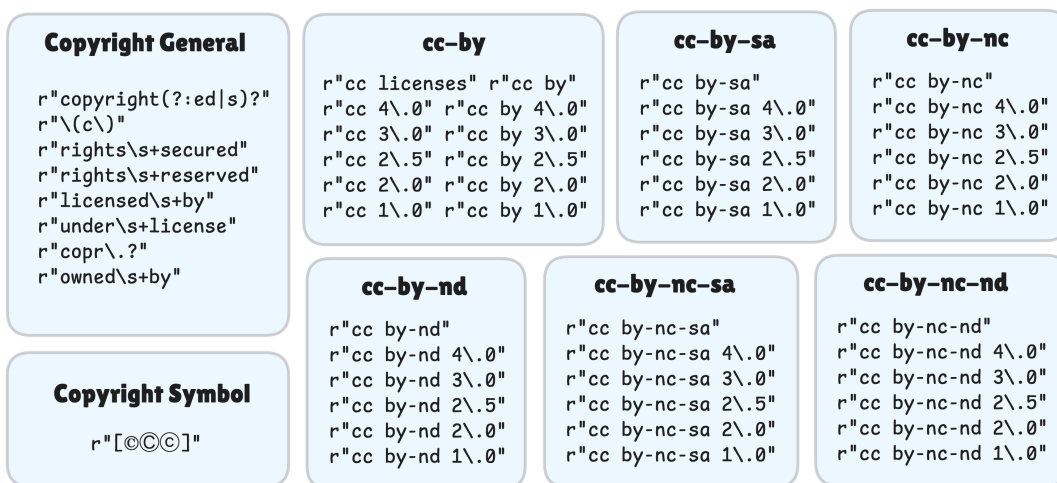 Copyright General
r"copyright(?:ed|s)?"
r"\(c\)"
r"rights\s+secured"
r"rights\s+reserved"
r"licensed\s+by"
r"under\s+license"
r"copr\.?"
r"owned\s+by"
cc-by
r"cc licenses" r"cc by"
r"cc 4\.0" r"cc by 4\.0"
r"cc 3\.0" r"cc by 3\.0"
r"cc 2\.5" r"cc by 2\.5"
r"cc 2\.0" r"cc by 2\.0"
r"cc 1\.0" r"cc by 1\.0"
cc-by-sa
r"cc by-sa"
r"cc by-sa 4\.0"
r"cc by-sa 3\.0"
r"cc by-sa 2\.5"
r"cc by-sa 2\.0"
r"cc by-sa 1\.0"
cc-by-nc
r"cc by-nc"
r"cc by-nc 4\.0"
r"cc by-nc 3\.0"
r"cc by-nc 2\.5"
r"cc by-nc 2\.0"
r"cc by-nc 1\.0"
Copyright Symbol
r"[©Ⓒⓒ]"
cc-by-nd
r"cc by-nd"
r"cc by-nd 4\.0"
r"cc by-nd 3\.0"
r"cc by-nd 2\.5"
r"cc by-nd 2\.0"
r"cc by-nd 1\.0"
cc-by-nc-sa
r"cc by-nc-sa"
r"cc by-nc-sa 4\.0"
r"cc by-nc-sa 3\.0"
r"cc by-nc-sa 2\.5"
r"cc by-nc-sa 2\.0"
r"cc by-nc-sa 1\.0"
cc-by-nc-nd
r"cc by-nc-nd"
r"cc by-nc-nd 4\.0"
r"cc by-nc-nd 3\.0"
r"cc by-nc-nd 2\.5"
r"cc by-nc-nd 2\.0"
r"cc by-nc-nd 1\.0"